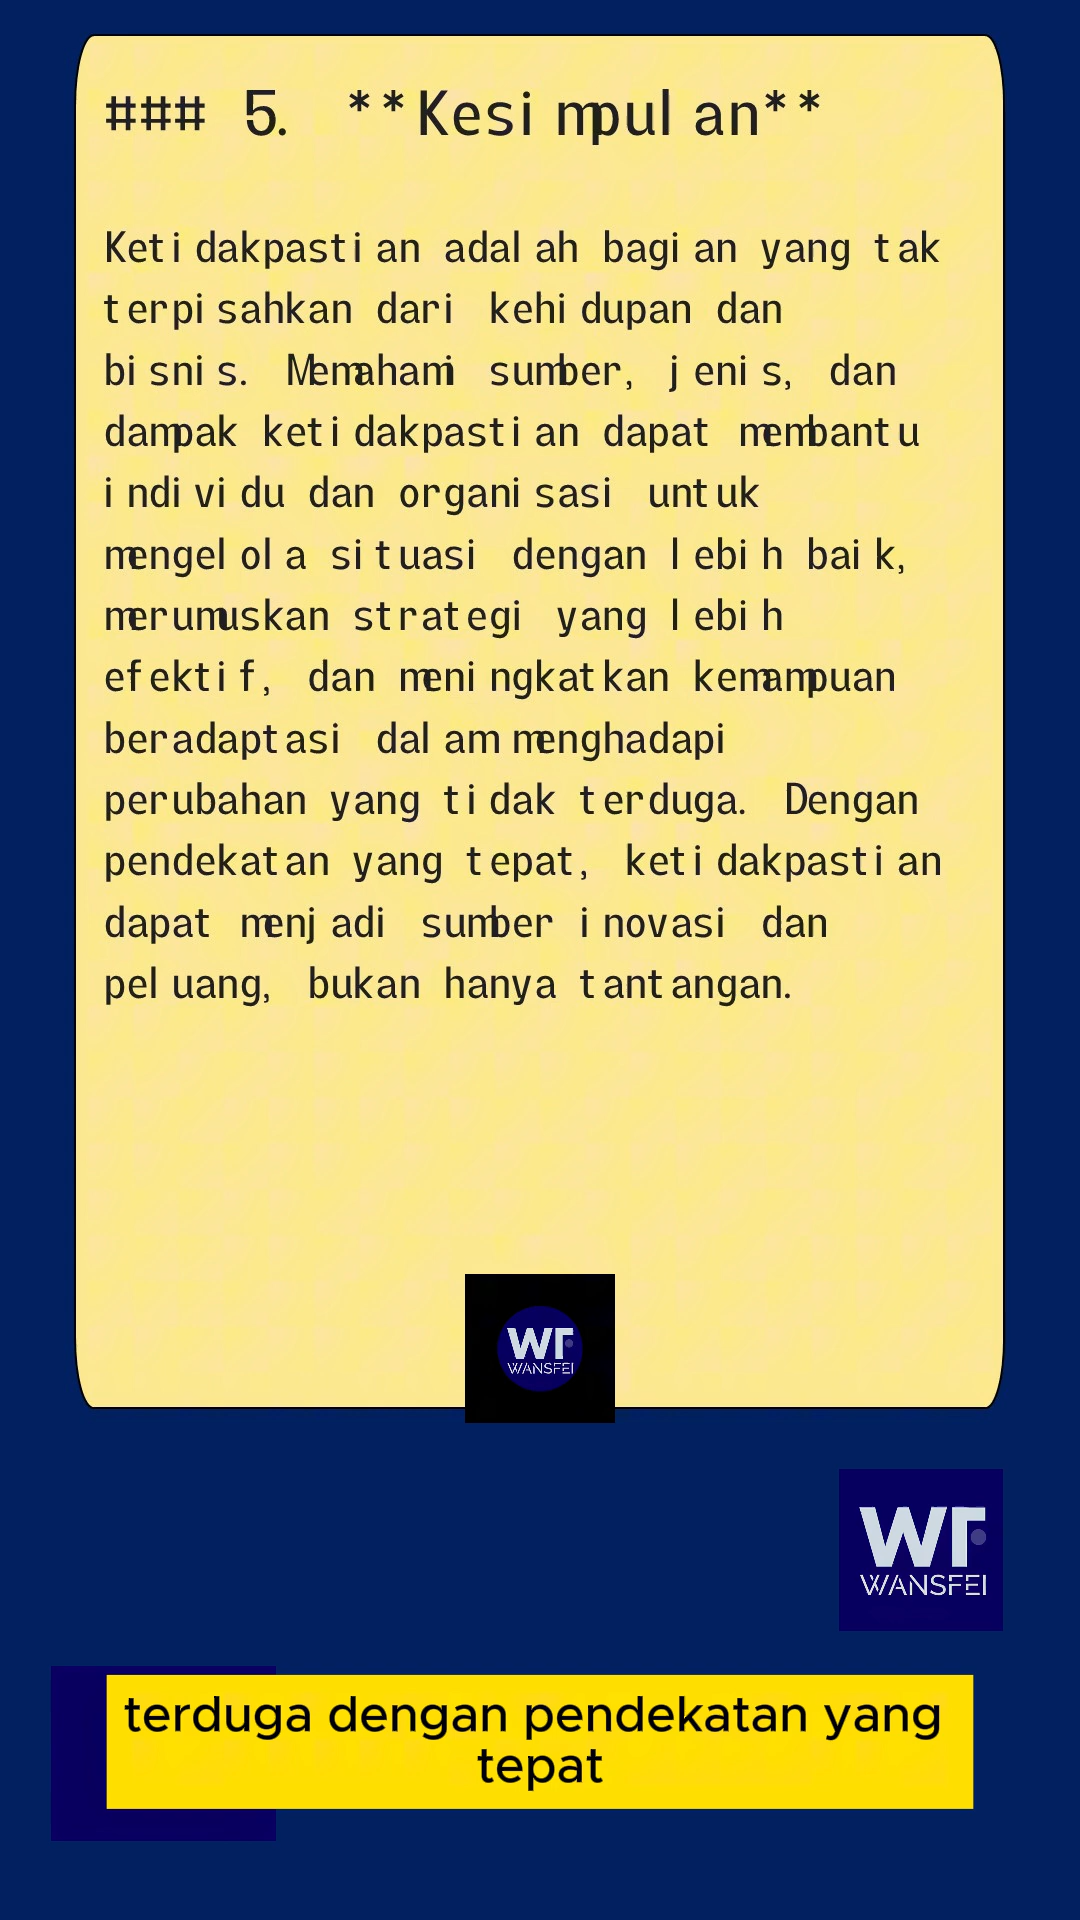 ### 5. **Kesimpulan**
Ketidakpastian adalah bagian yang tak
terpisahkan dari kehidupan dan
bisnis. Memahami sumber, jenis, dan
dampak ketidakpastian dapat membantu
individu dan organisasi untuk
mengelola situasi dengan lebih baik,
merumuskan strategi yang lebih
efektif, dan meningkatkan kemampuan
beradaptasi dalam menghadapi
perubahan yang tidak terduga. Dengan
pendekatan yang tepat, ketidakpastian
dapat menjadi sumber inovasi dan
peluang, bukan hanya tantangan.
WF
WANSFEI
WF
WANSFEI
terduga dengan pendekatan yang
tepat